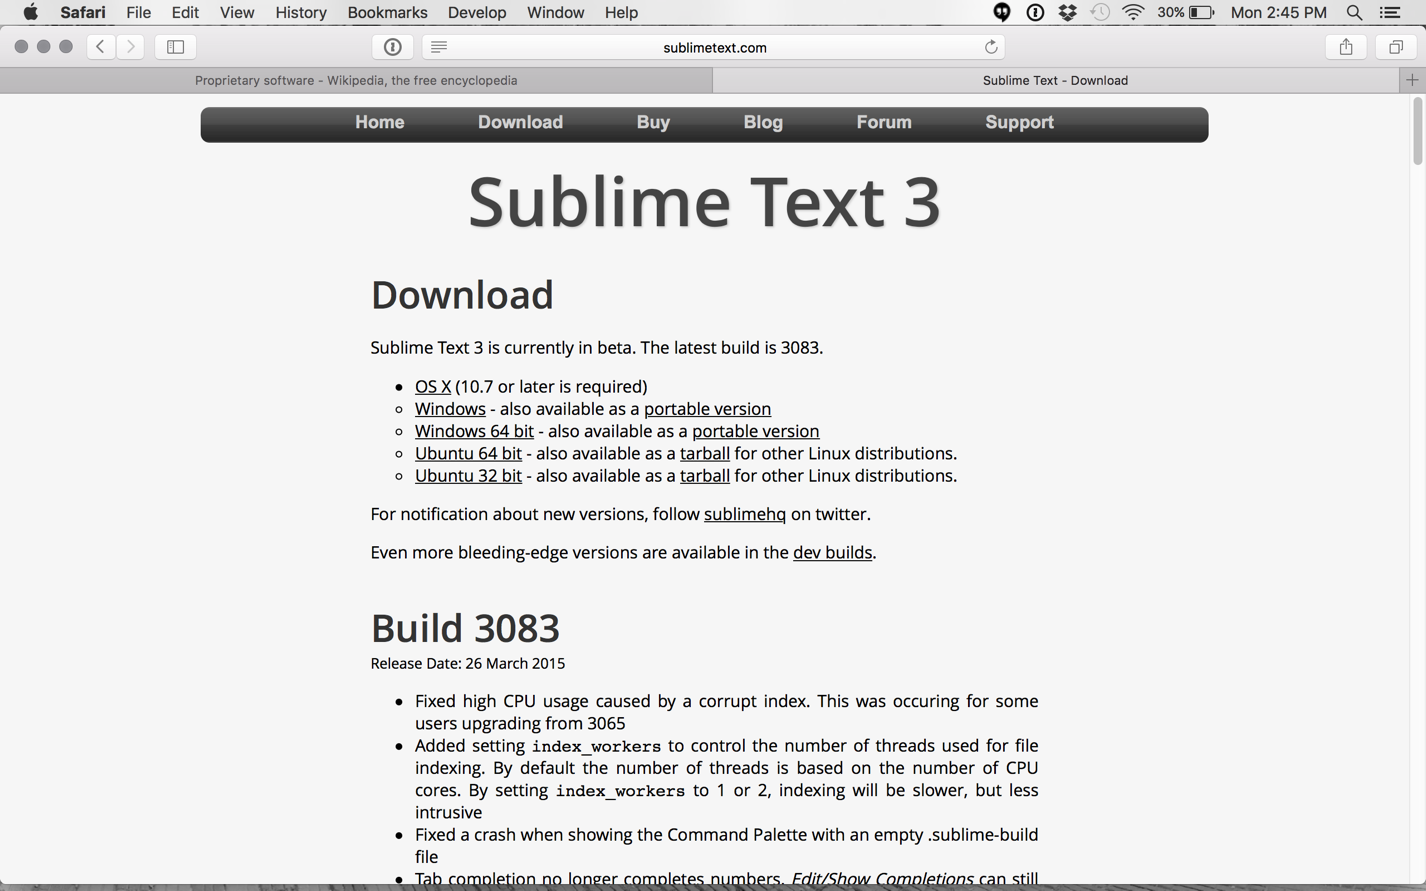 Safari File Edit View History Bookmarks Develop Window Help 30% Mon 2:45 PM
sublimetext.com
Proprietary software - Wikipedia, the free encyclopedia Sublime Text - Download
Home Download Buy Blog Forum Support
Sublime Text 3
Download
Sublime Text 3 is currently in beta. The latest build is 3083.
OS X (10.7 or later is required)
Windows - also available as a portable version
Windows 64 bit - also available as a portable version
Ubuntu 64 bit - also available as a tarball for other Linux distributions.
Ubuntu 32 bit - also available as a tarball for other Linux distributions.
For notification about new versions, follow sublimehq on twitter.
Even more bleeding-edge versions are available in the dev builds.
Build 3083
Release Date: 26 March 2015
Fixed high CPU usage caused by a corrupt index. This was occuring for some
users upgrading from 3065
Added setting index_workers to control the number of threads used for file
indexing. By default the number of threads is based on the number of CPU
cores. By setting index_workers to 1 or 2, indexing will be slower, but less
intrusive
Fixed a crash when showing the Command Palette with an empty .sublime-build
file
Tab completion no longer completes numbers. Edit/Show Completions can still